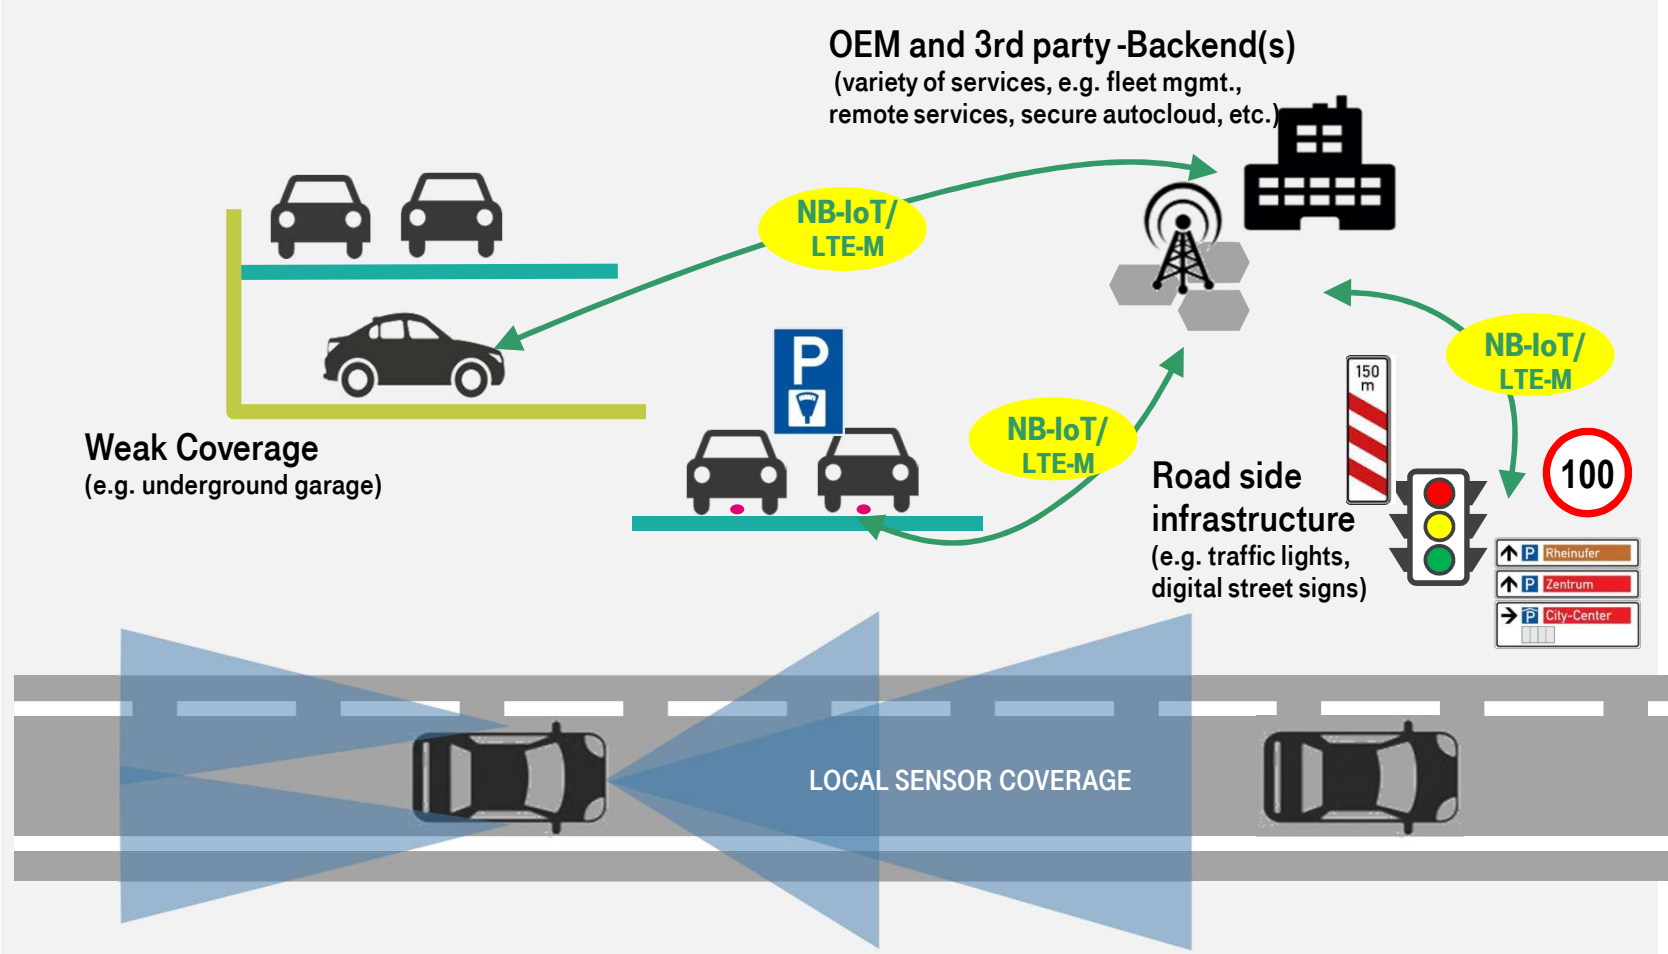 OEM and 3rd party -Backend(s)
(variety of services, e.g. fleet mgmt.,
remote services, secure autocloud, etc.)
NB-IoT/
LTE-M
NB-IoT/
LTE-M
P
150
m
Weak Coverage
(e.g. underground garage)
NB-IoT/
LTE-M
Road side
infrastructure
(e.g. traffic lights,
digital street signs)
100
P Rheinufer
P Zentrum
P City-Center
LOCAL SENSOR COVERAGE